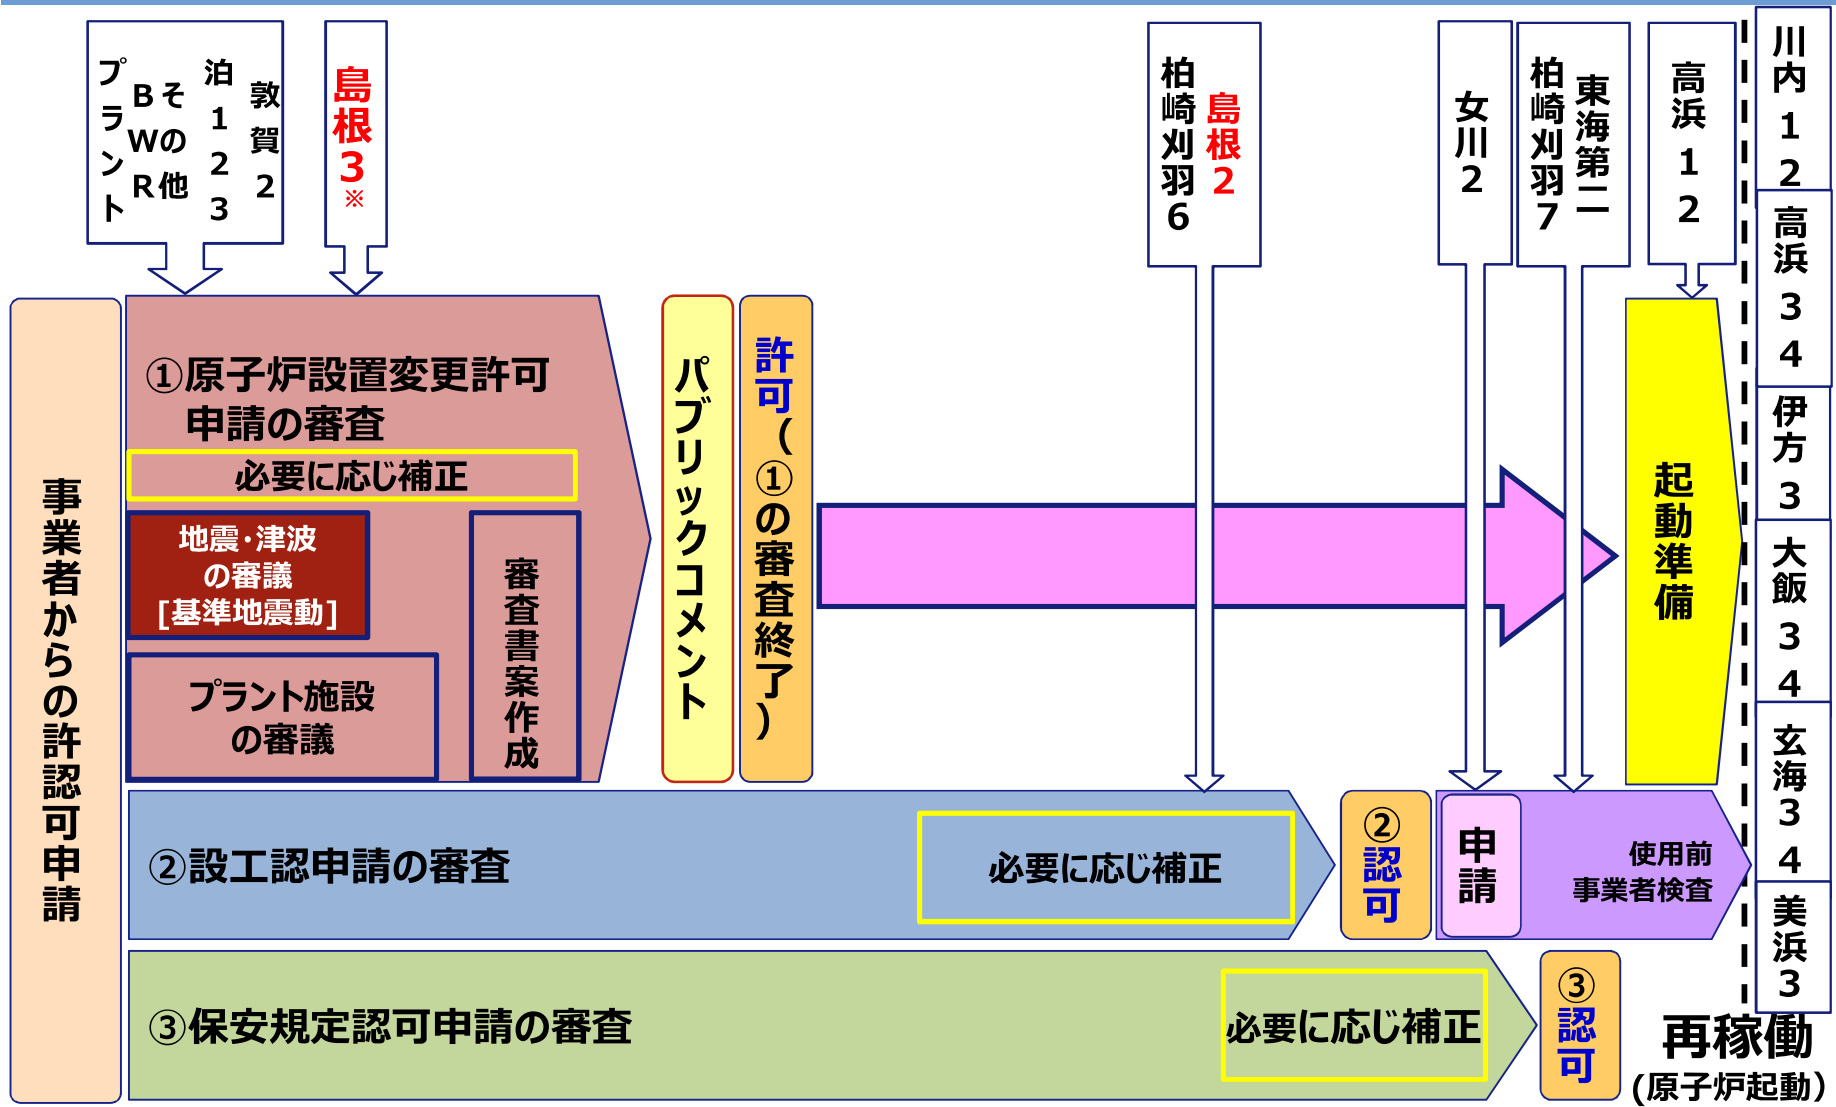 敦賀2
泊123
その他
BWR
プラント
島根3
※
島根2
柏崎刈羽6
女川2
東海第二
柏崎刈羽7
高浜12
川内12
高浜34
伊方3
大飯34
玄海34
美浜3
事業者からの許認可申請
①原子炉設置変更許可
申請の審査
必要に応じ補正
地震・津波
の審議
[基準地震動]
プラント施設
の審議
審査書案作成
パブリックコメント
許可(①の審査終了)
起動準備
②設工認申請の審査
必要に応じ補正
②認可
申請
使用前
事業者検査
③保安規定認可申請の審査
必要に応じ補正
③認可
再稼働
(原子炉起動)